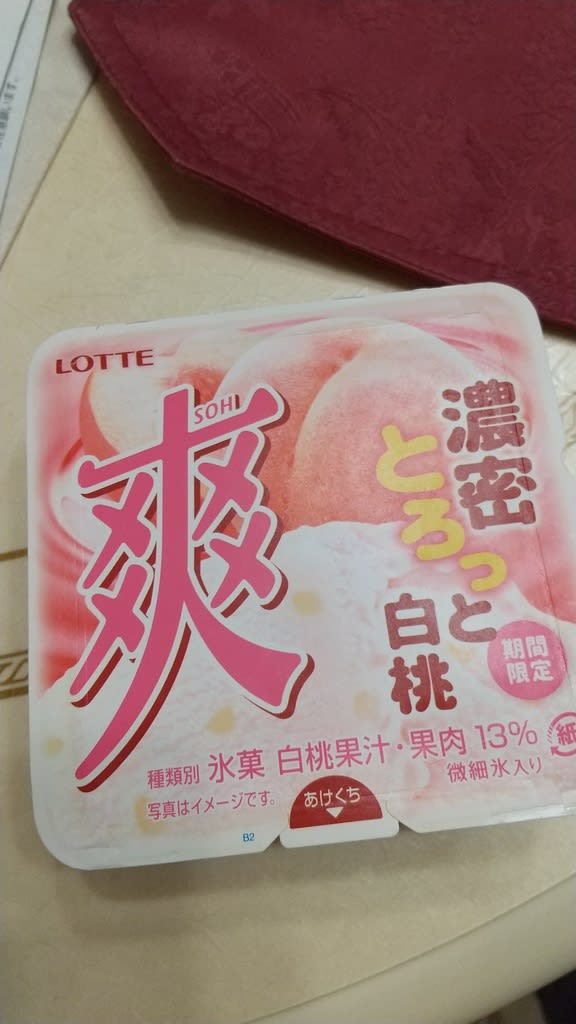 LOTTE
SOH
爽
濃密
とろっ
と
白桃
期間
限定
種類別 氷菓 白桃果汁・果肉 13%
微細氷入り
写真はイメージです。
あけくち
B2
紙